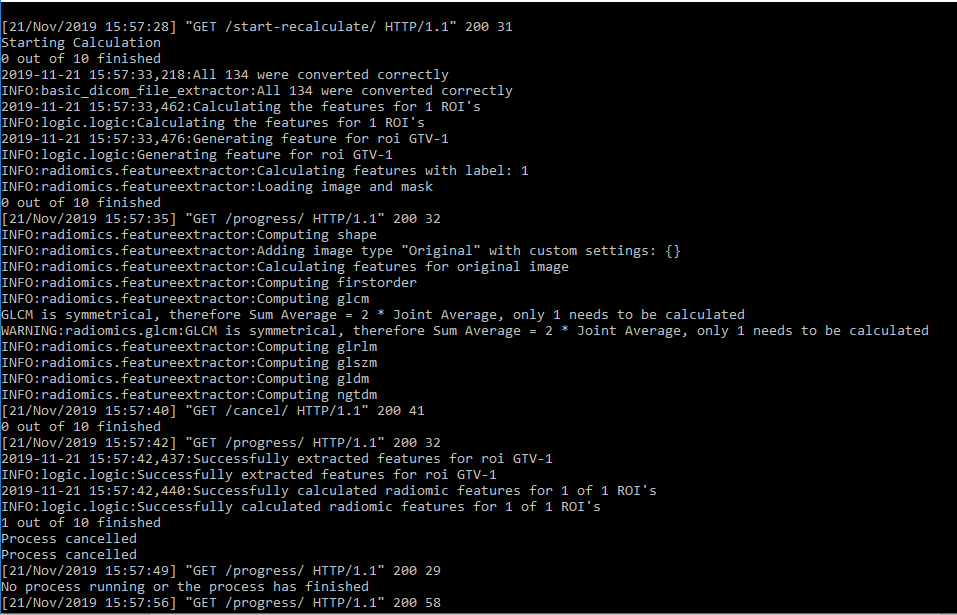 [21/Nov/2019 15:57:28] "GET /start-recalculate/ HTTP/1.1" 200 31
Starting Calculation
0 out of 10 finished
2019-11-21 15:57:33,218:All 134 were converted correctly
INFO:basic_dicom_file_extractor:All 134 were converted correctly
2019-11-21 15:57:33,462:Calculating the features for 1 ROI's
INFO:logic.logic:Calculating the features for 1 ROI's
2019-11-21 15:57:33,476:Generating feature for roi GTV-1
INFO:logic.logic:Generating feature for roi GTV-1
INFO:radiomics.featureextractor:Calculating features with label: 1
INFO:radiomics.featureextractor:Loading image and mask
0 out of 10 finished
[21/Nov/2019 15:57:35] "GET /progress/ HTTP/1.1" 200 32
INFO:radiomics.featureextractor:Computing shape
INFO:radiomics.featureextractor:Adding image type "Original" with custom settings: {}
INFO:radiomics.featureextractor:Calculating features for original image
INFO:radiomics.featureextractor:Computing firstorder
INFO:radiomics.featureextractor:Computing glcm
GLCM is symmetrical, therefore Sum Average = 2 * Joint Average, only 1 needs to be calculated
WARNING:radiomics.glcm:GLCM is symmetrical, therefore Sum Average = 2 * Joint Average, only 1 needs to be calculated
INFO:radiomics.featureextractor:Computing glrlm
INFO:radiomics.featureextractor:Computing glszm
INFO:radiomics.featureextractor:Computing gldm
INFO:radiomics.featureextractor:Computing ngtdm
[21/Nov/2019 15:57:40] "GET /cancel/ HTTP/1.1" 200 41
0 out of 10 finished
[21/Nov/2019 15:57:42] "GET /progress/ HTTP/1.1" 200 32
2019-11-21 15:57:42,437:Successfully extracted features for roi GTV-1
INFO:logic.logic:Successfully extracted features for roi GTV-1
2019-11-21 15:57:42,440:Successfully calculated radiomic features for 1 of 1 ROI's
INFO:logic.logic:Successfully calculated radiomic features for 1 of 1 ROI's
1 out of 10 finished
Process cancelled
Process cancelled
[21/Nov/2019 15:57:49] "GET /progress/ HTTP/1.1" 200 29
No process running or the process has finished
[21/Nov/2019 15:57:56] "GET /progress/ HTTP/1.1" 200 58